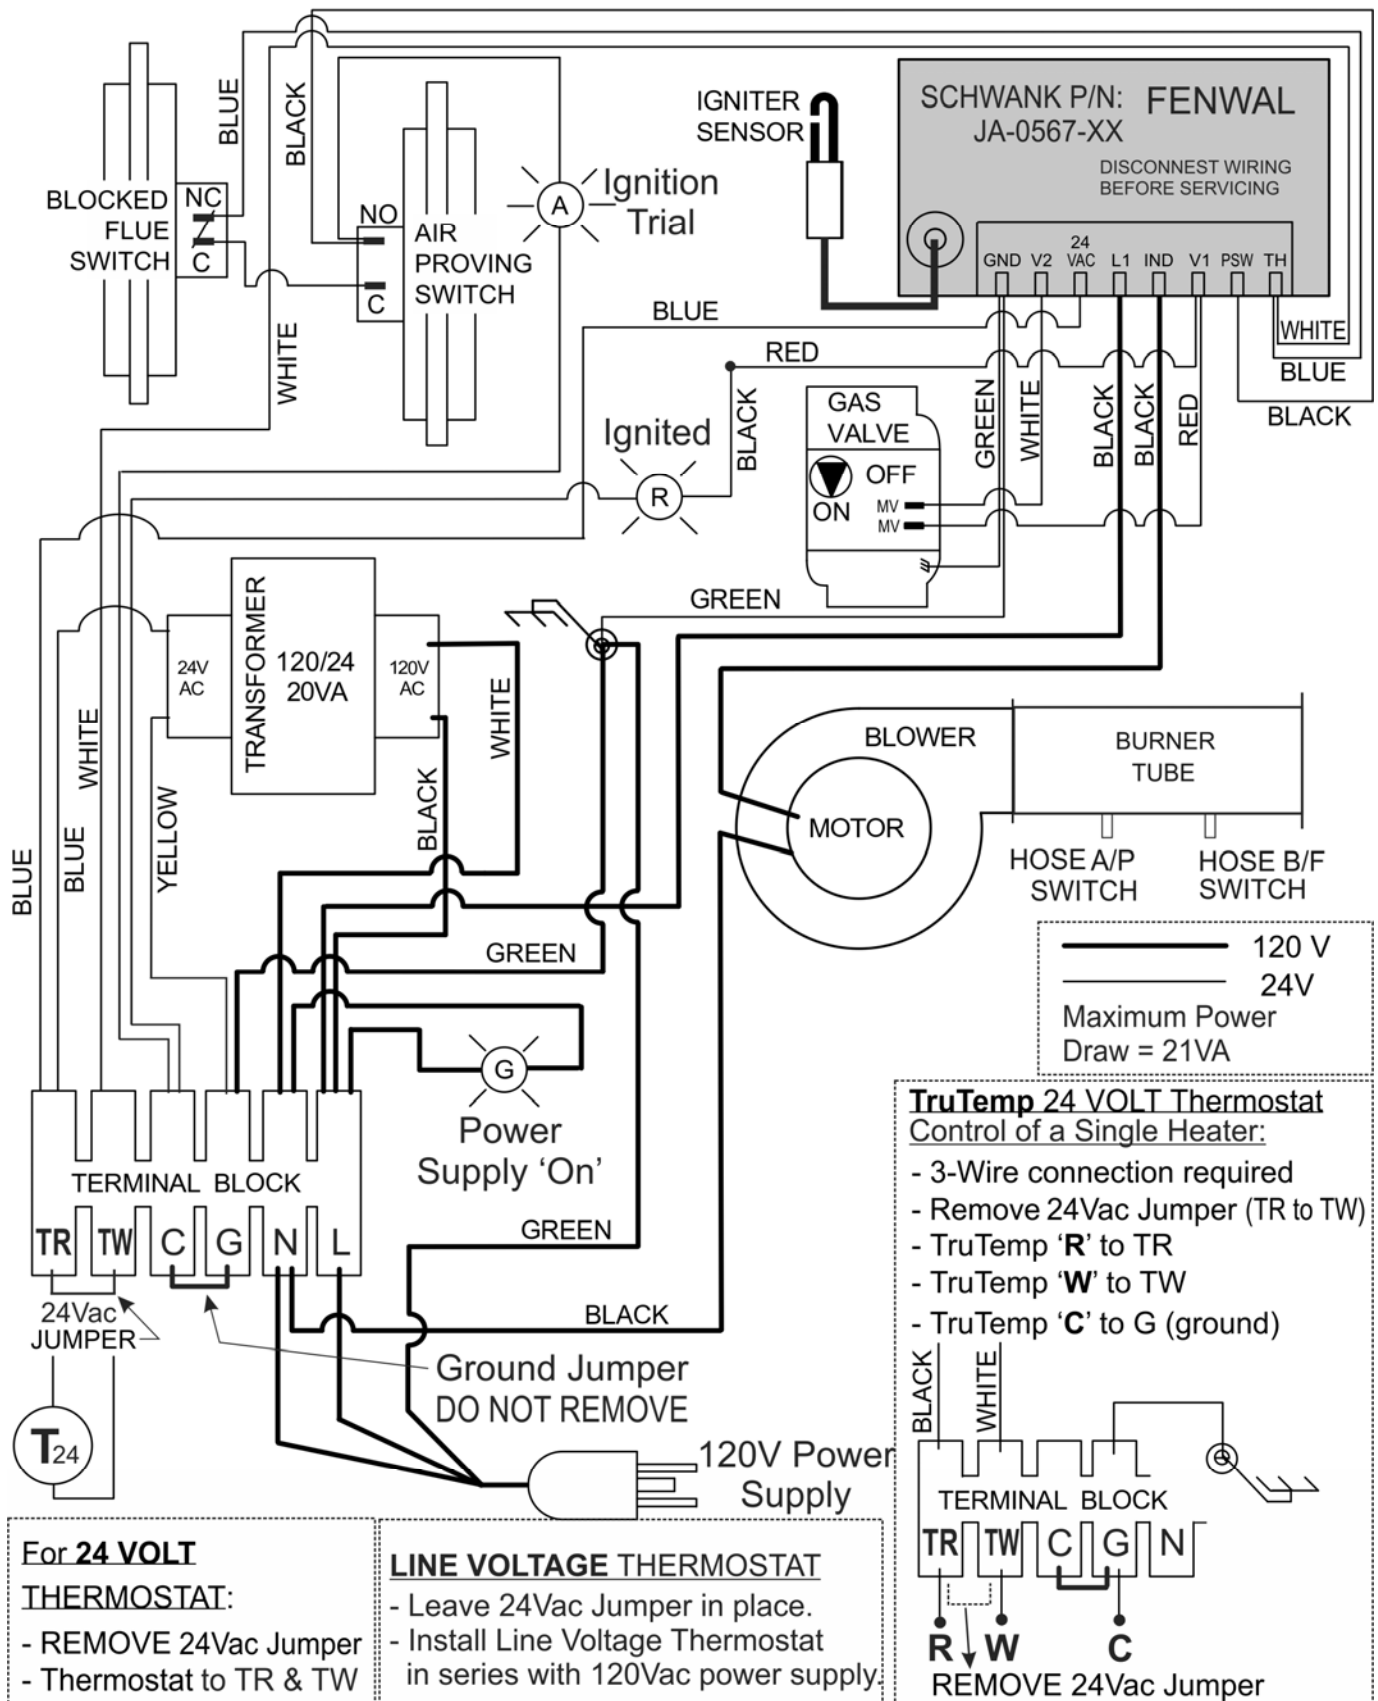 BLUE
BLACK
IGNITER
SENSOR
SCHWANK P/N: FENWAL
JA-0567-XX
DISCONNEST WIRING
BEFORE SERVICING
BLOCKED
FLUE
SWITCH
NC
C
NO
C
AIR
PROVING
SWITCH
A
Ignition
Trial
GND V2 24 VAC L1 IND V1 PSW TH
WHITE
BLUE
BLACK
WHITE
BLUE
RED
BLACK
GREEN
WHITE
BLACK
BLACK
RED
GAS
VALVE
OFF
ON
MV
MV
Ignited
R
GREEN
TRANSFORMER
24V
AC
120/24
20VA
120V
AC
WHITE
BLACK
BLUE
BLUE
WHITE
YELLOW
BLOWER
MOTOR
BURNER
TUBE
HOSE A/P
SWITCH
HOSE B/F
SWITCH
GREEN
G
Power
Supply ‘On’
120 V
24V
Maximum Power
Draw = 21VA
TERMINAL BLOCK
TR TW C G N L
GREEN
BLACK
24Vac
JUMPER
Ground Jumper
DO NOT REMOVE
T24
120V Power
Supply
TruTemp 24 VOLT Thermostat
Control of a Single Heater:
- 3-Wire connection required
- Remove 24Vac Jumper (TR to TW)
- TruTemp ‘R’ to TR
- TruTemp ‘W’ to TW
- TruTemp ‘C’ to G (ground)
BLACK
WHITE
TERMINAL BLOCK
TR TW C G N
R W C
REMOVE 24Vac Jumper
For 24 VOLT
THERMOSTAT:
- REMOVE 24Vac Jumper
- Thermostat to TR & TW
LINE VOLTAGE THERMOSTAT
- Leave 24Vac Jumper in place.
- Install Line Voltage Thermostat
in series with 120Vac power supply.